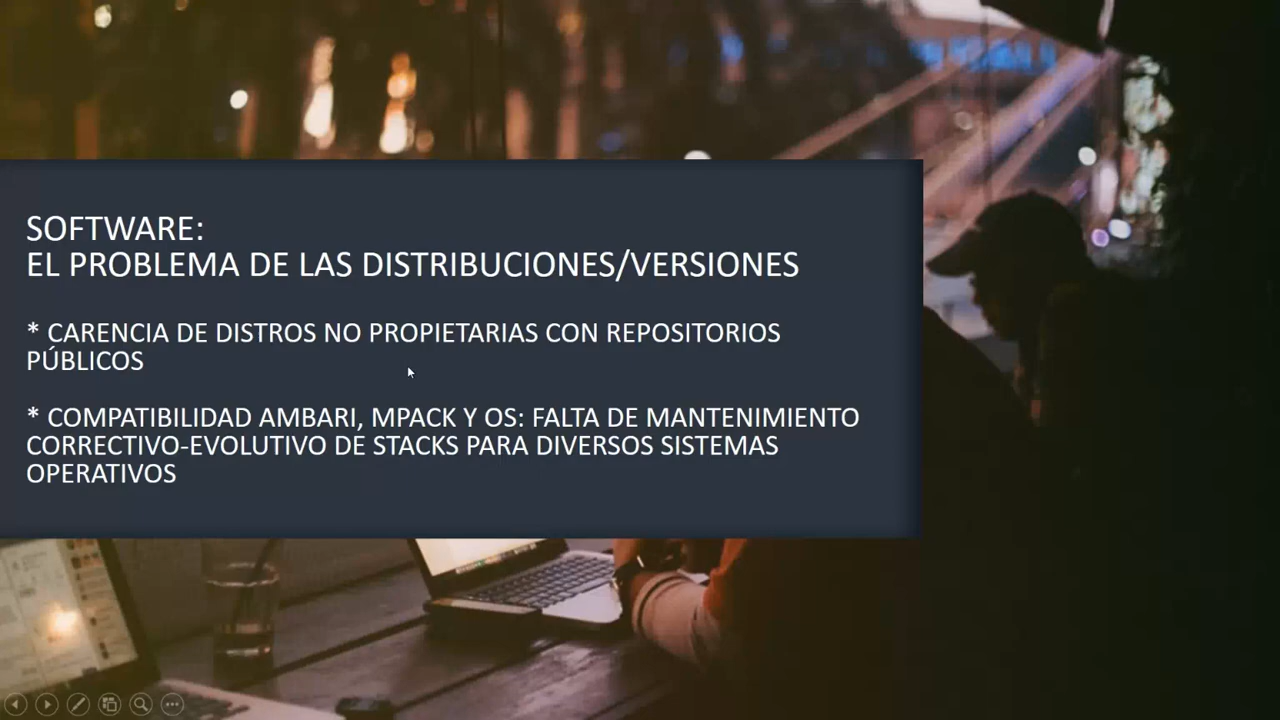 SOFTWARE:
EL PROBLEMA DE LAS DISTRIBUCIONES/VERSIONES
* CARENCIA DE DISTROS NO PROPIETARIAS CON REPOSITORIOS
PÚBLICOS
* COMPATIBILIDAD AMBARI, MPACK Y OS: FALTA DE MANTENIMIENTO
CORRECTIVO-EVOLUTIVO DE STACKS PARA DIVERSOS SISTEMAS
OPERATIVOS